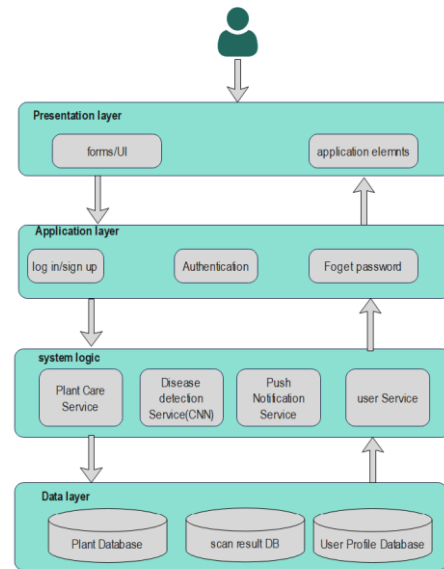 Presentation layer
forms/UI
application elemnts
Application layer
log in/sign up
Authentication
Foget password
system logic
Plant Care
Service
Disease
detection
Service(CNN)
Push
Notification
Service
user Service
Data layer
Plant Database
scan result DB
User Profile Database